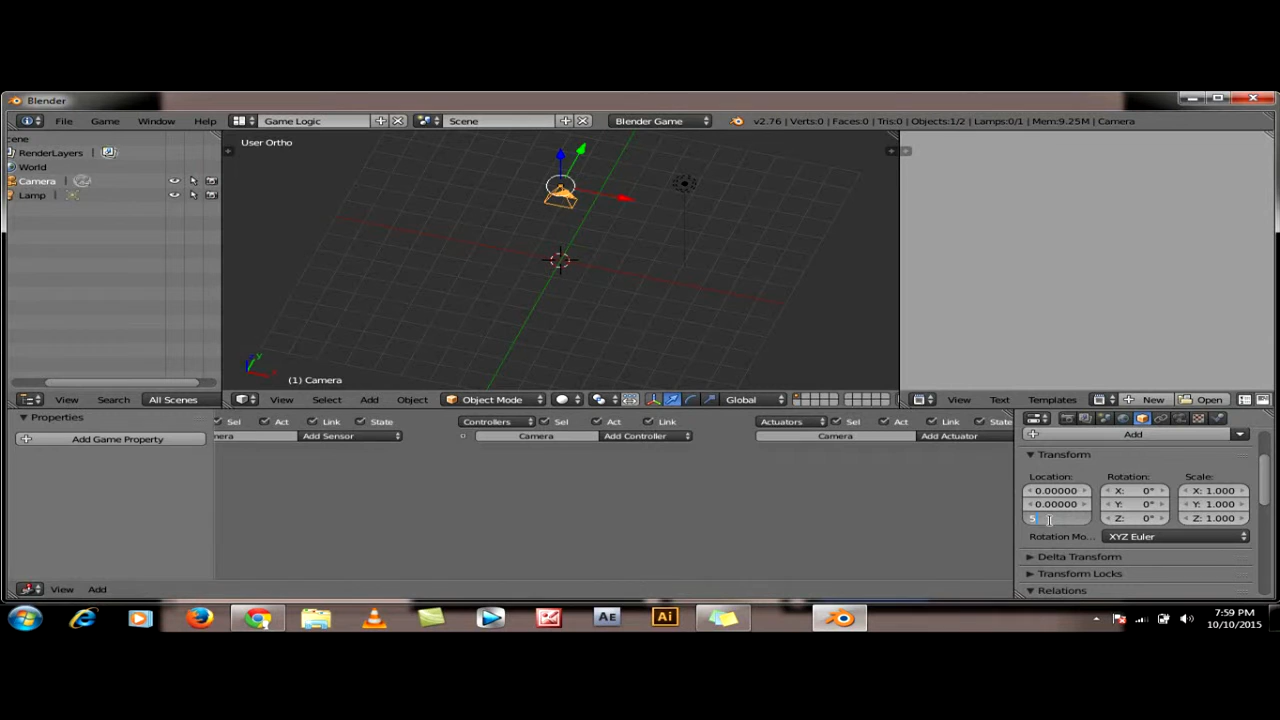 Blender
File Game Window Help Game Logic Scene Blender Game v2.76 | Verts:0 | Faces:0 | Tris:0 | Objects:1/2 | Lamps:0/1 | Mem:9.25M | Camera
cene
RenderLayers
World
Camera
Lamp
User Ortho
y
(1) Camera
View Search All Scenes
View Select Add Object Object Mode Global
View Text Templates New Open
Properties
Add Game Property
Sel Act Link State
mera Add Sensor
Controllers Sel Act Link
Camera Add Controller
Actuators Sel Act Link State
Camera Add Actuator
Add
Transform
Location: Rotation: Scale:
0.00000 X: 0° X: 1.000
0.00000 Y: 0° Y: 1.000
5 Z: 0° Z: 1.000
Rotation Mo... XYZ Euler
Delta Transform
Transform Locks
Relations
View Add
Ae Ai
7:59 PM
10/10/2015